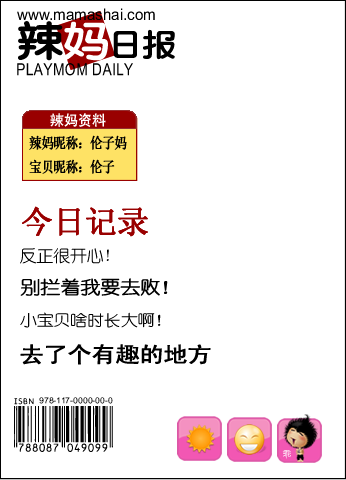 www.mamashai.com
辣妈日报
PLAYMOM DAILY
辣妈资料
辣妈昵称：伦子妈
宝贝昵称：伦子
今日记录
反正很开心！
别拦着我要去败！
小宝贝啥时长大啊！
去了个有趣的地方
ISBN 978-117-0000-00-0
788087 049099
乖